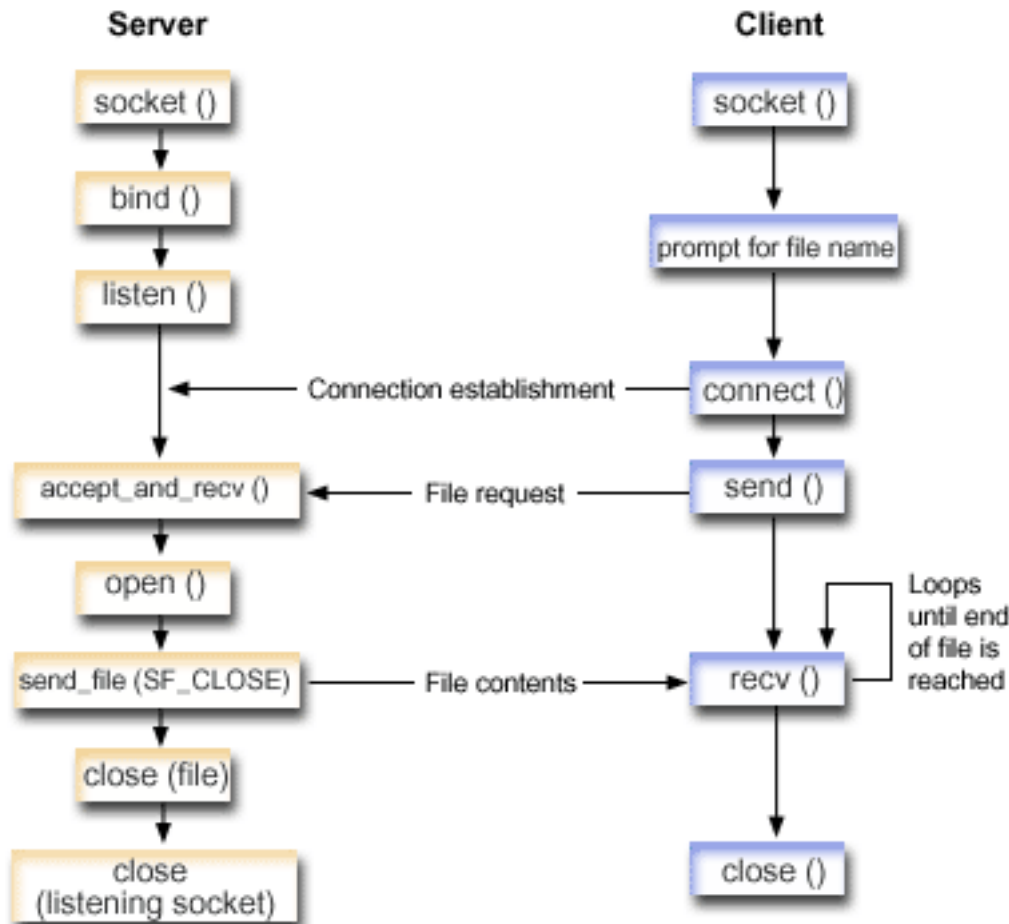 Server
Client
socket ()
socket ()
bind ()
prompt for file name
listen ()
Connection establishment
connect ()
accept_and_recv ()
File request
send ()
open ()
Loops
until end
of file is
reached
send_file (SF_CLOSE)
File contents
recv ()
close (file)
close
(listening socket)
close ()